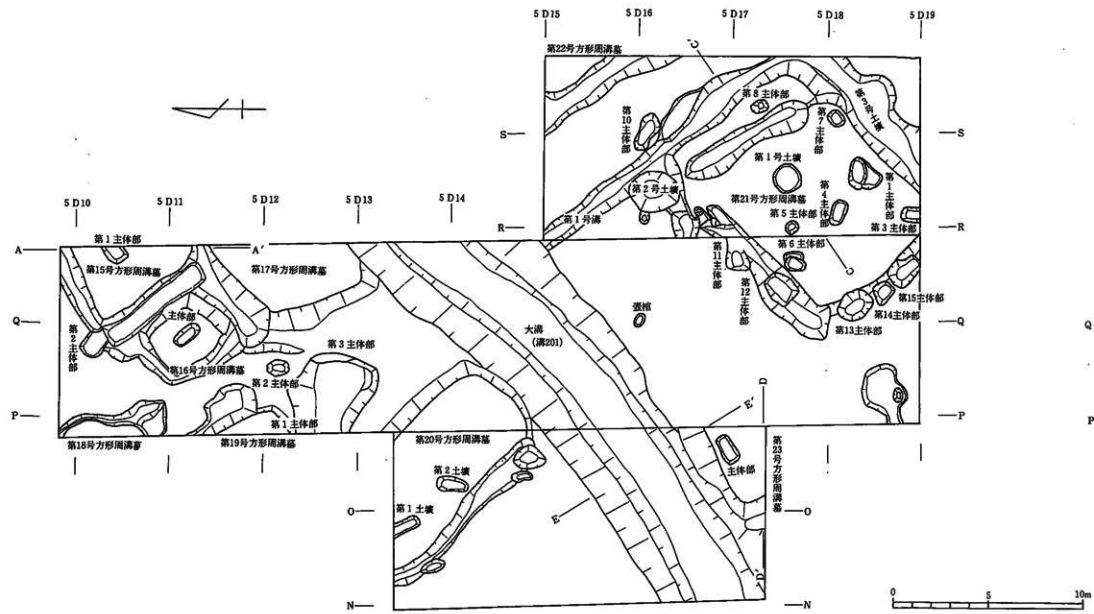 5 D15
5 D16
5 D17
5 D18
5 D19
第22号方形周溝墓
C'
第8主体部
第3号土壙
第10主体部
第7主体部
S
S
第1号土壙
第2号土壙
第21号方形周溝墓
第4主体部
第1主体部
第5主体部
第1号溝
R
R
第3主体部
5 D10
5 D11
5 D12
5 D13
5 D14
A
第1主体部
A'
第15号方形周溝墓
第17号方形周溝墓
第6主体部
第11主体部
C
第12主体部
第15主体部
第14主体部
第13主体部
壺棺
Q
主体部
大溝
(溝201)
Q
Q
第2主体部
第16号方形周溝墓
第3主体部
第2主体部
D
E'
P
第1主体部
P
P
第18号方形周溝墓
第19号方形周溝墓
第20号方形周溝墓
第23号方形周溝墓
主体部
第2土壙
O
第1土壙
E
O
D'
N
N
0
5
10m